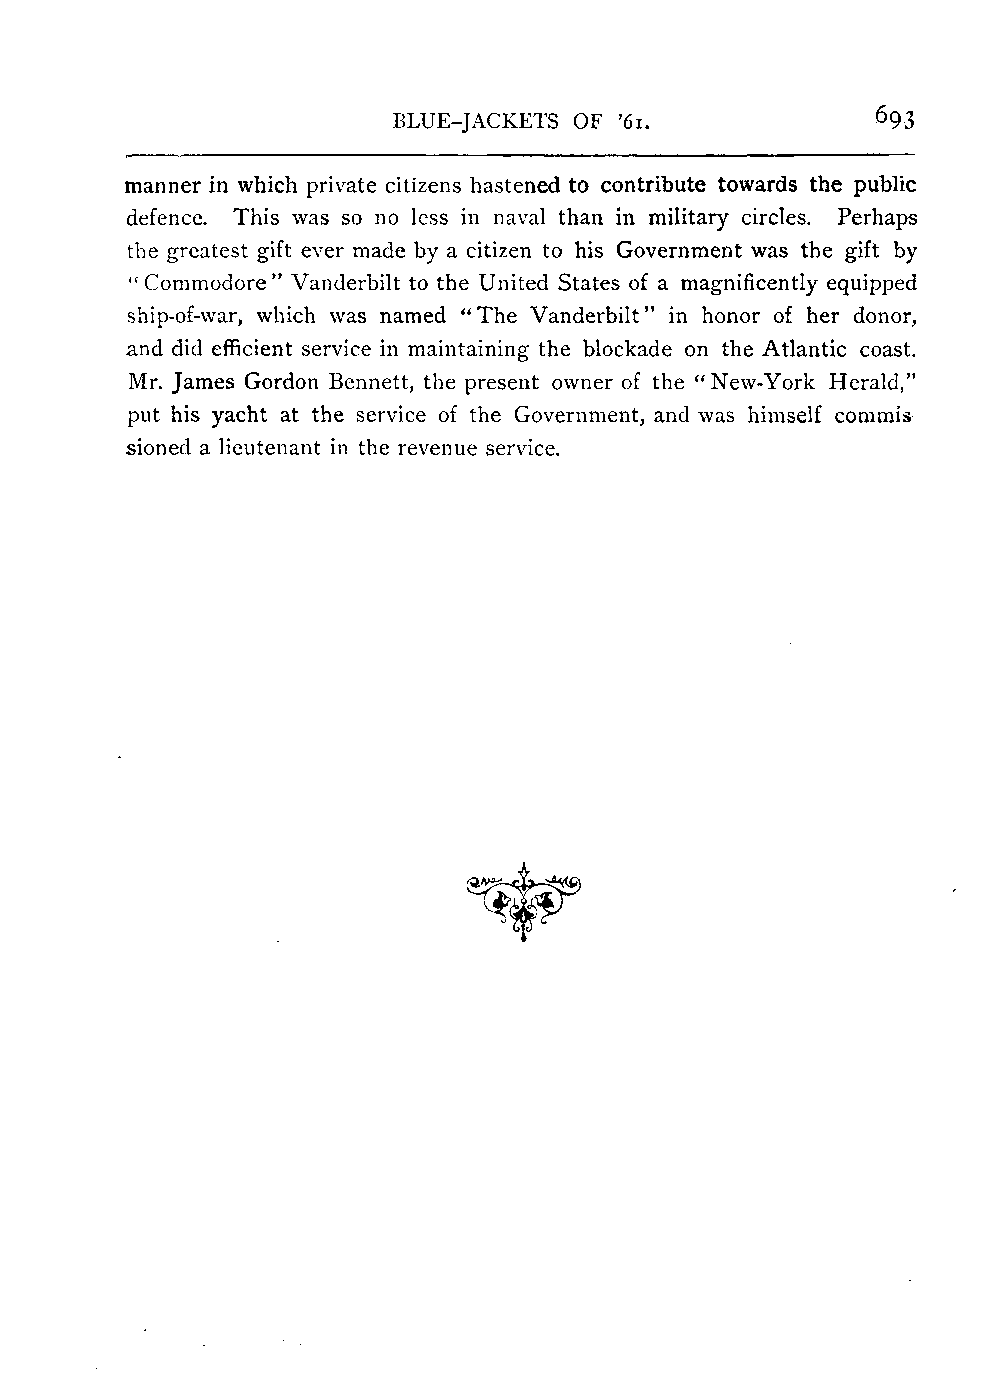 BLUE-JACKETS OF '61. 693
manner in which private citizens hastened to contribute towards the public
defence. This was so no less in naval than in military circles. Perhaps
the greatest gift ever made by a citizen to his Government was the gift by
“Commodore” Vanderbilt to the United States of a magnificently equipped
ship-of-war, which was named “The Vanderbilt” in honor of her donor,
and did efficient service in maintaining the blockade on the Atlantic coast.
Mr. James Gordon Bennett, the present owner of the “New-York Herald,”
put his yacht at the service of the Government, and was himself commis
sioned a lieutenant in the revenue service.